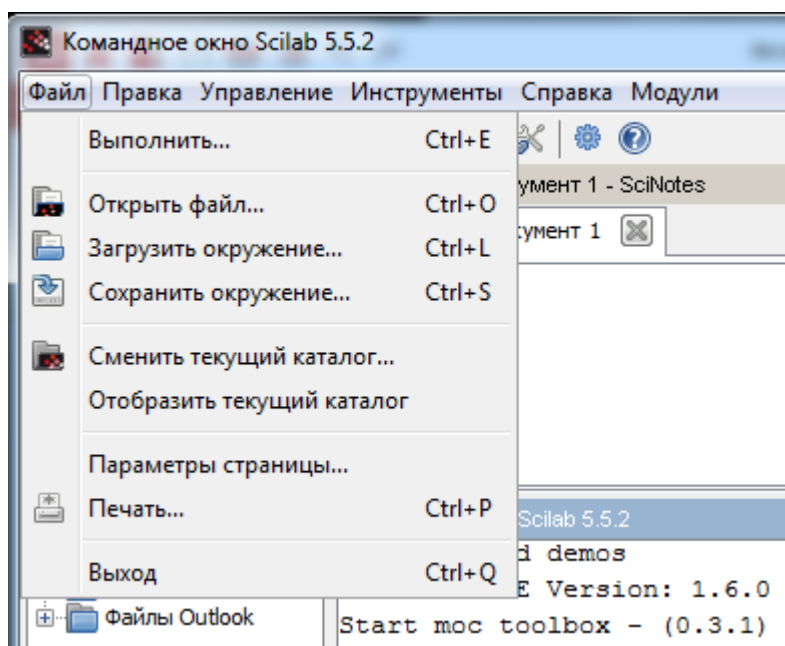 Командное окно Scilab 5.5.2
Файл Правка Управление Инструменты Справка Модули
Выполнить... Ctrl+E
умент 1 - SciNotes
Открыть файл... Ctrl+O
умент 1
Загрузить окружение... Ctrl+L
Сохранить окружение... Ctrl+S
Сменить текущий каталог...
Отобразить текущий каталог
Параметры страницы...
Печать... Ctrl+P
Scilab 5.5.2
d demos
Выход Ctrl+Q
E Version: 1.6.0
Файлы Outlook
Start moc toolbox - (0.3.1)